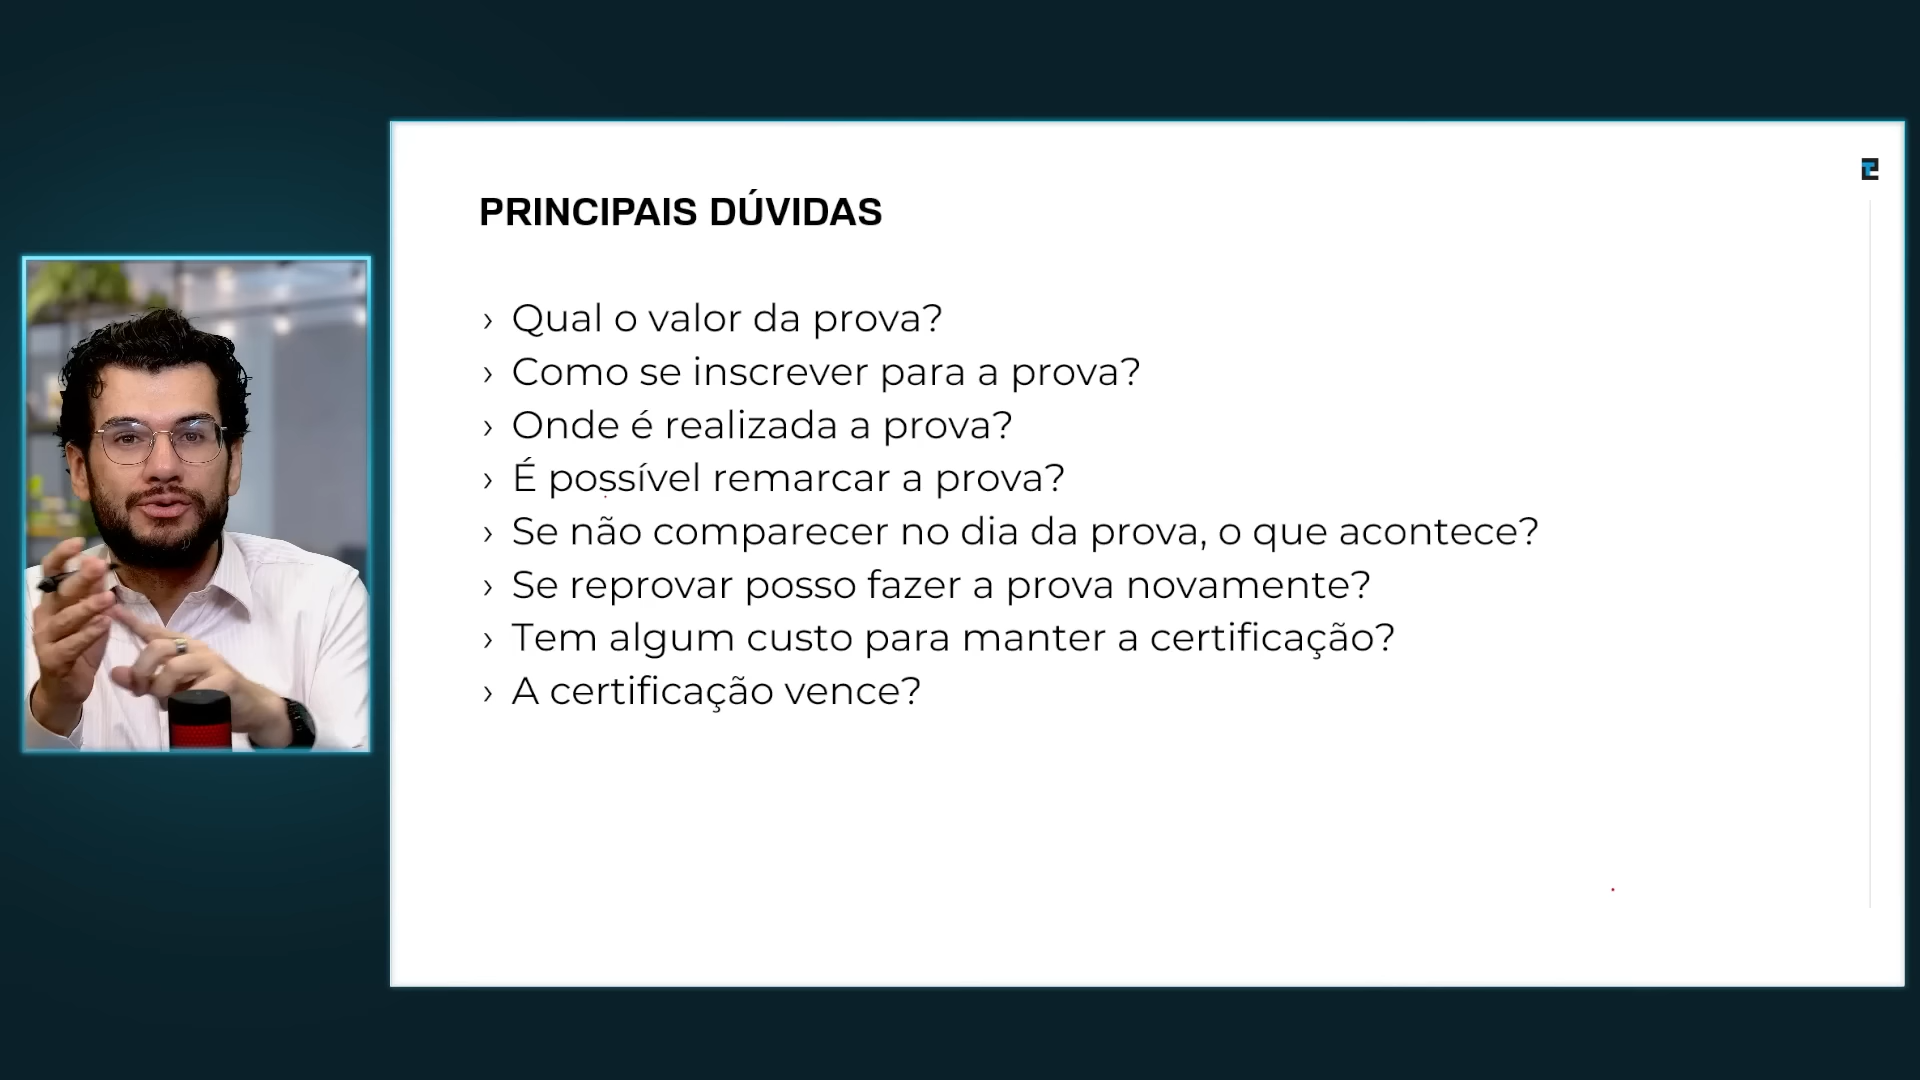 PRINCIPAIS DÚVIDAS
› Qual o valor da prova?
› Como se inscrever para a prova?
› Onde é realizada a prova?
› É possível remarcar a prova?
› Se não comparecer no dia da prova, o que acontece?
› Se reprovar posso fazer a prova novamente?
› Tem algum custo para manter a certificação?
› A certificação vence?